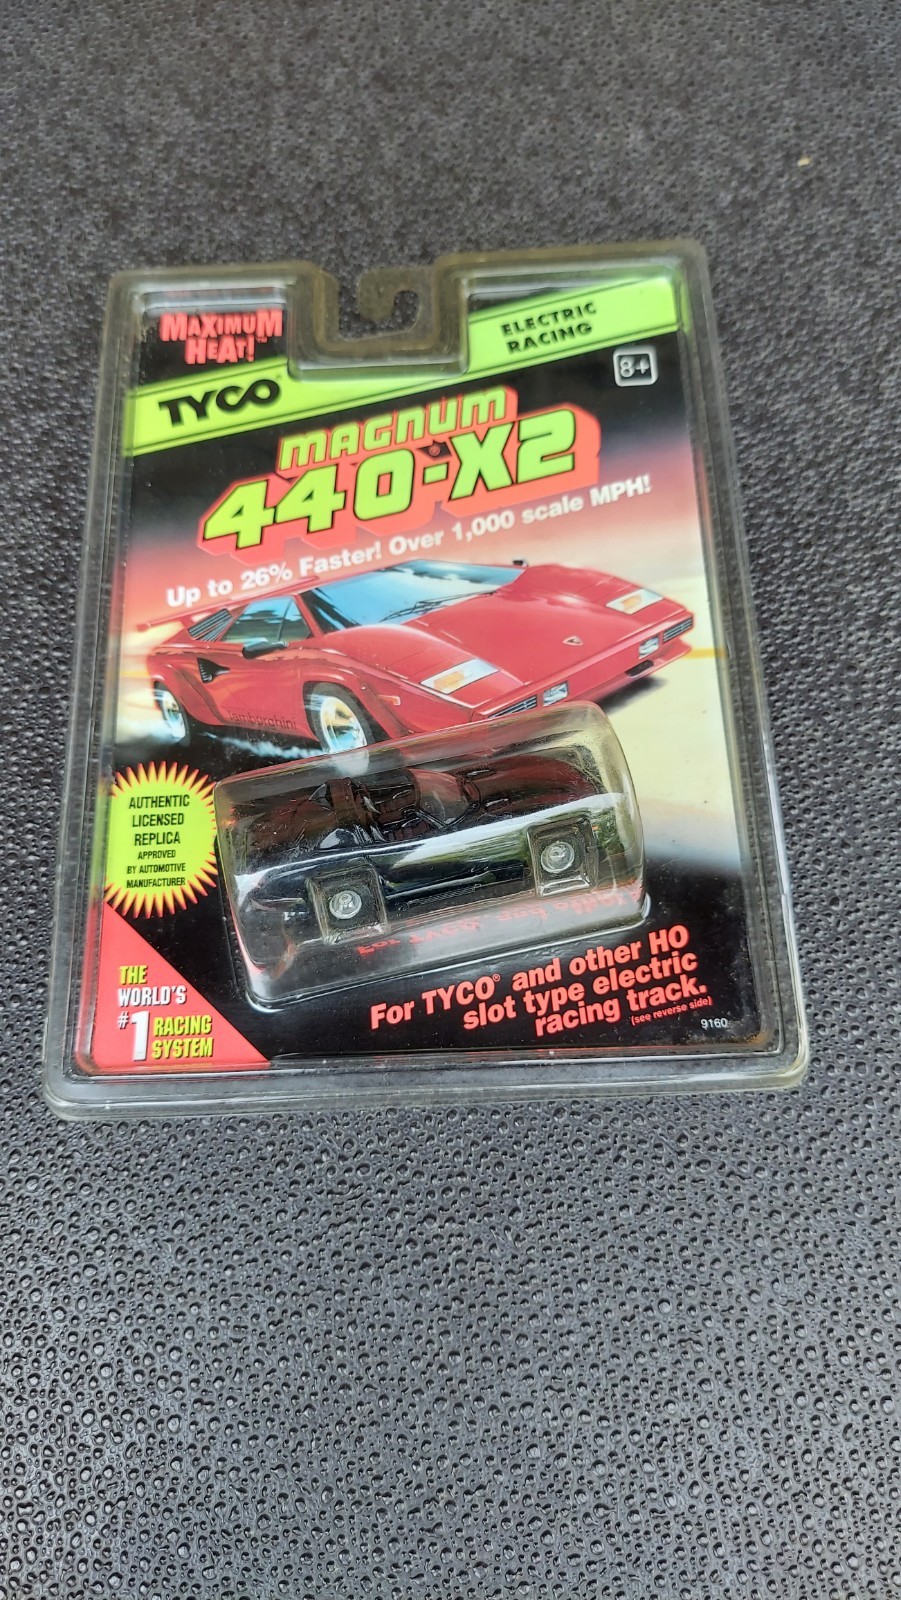 MAXIMUM
HEAT!™
TYCO®
ELECTRIC
RACING
8+
MAGNUM
440-X2
®
Up to 26% Faster! Over 1,000 scale MPH!
Lamborghini
AUTHENTIC
LICENSED
REPLICA
APPROVED
BY AUTOMOTIVE
MANUFACTURER
THE
WORLD'S
#1 RACING
SYSTEM
For TYCO® and other HO
slot type electric
racing track.
(see reverse side)
9160